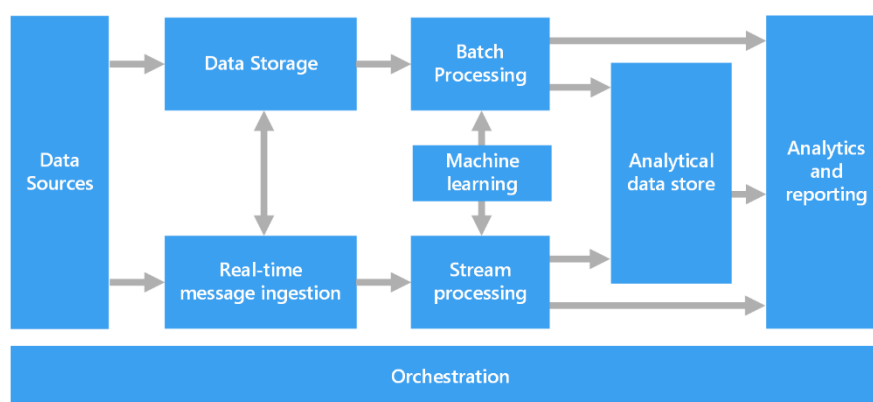 Data
Sources
Data Storage
Batch
Processing
Machine
learning
Real-time
message ingestion
Stream
processing
Analytical
data store
Analytics
and
reporting
Orchestration